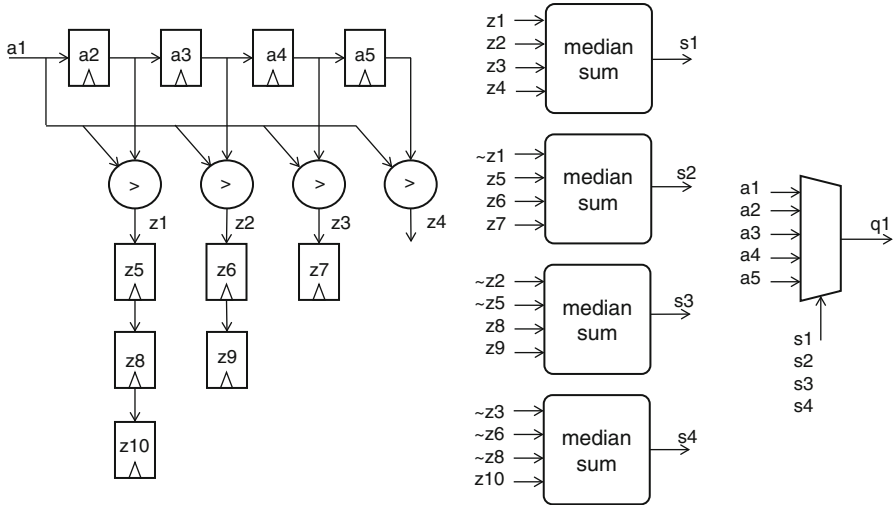 a1
a2
a3
a4
a5
>
>
>
>
z1
z2
z3
z4
z5
z6
z7
z8
z9
z10
z1
z2
z3
z4
median
sum
s1
~z1
z5
z6
z7
median
sum
s2
~z2
~z5
z8
z9
median
sum
s3
~z3
~z6
~z8
z10
median
sum
s4
a1
a2
a3
a4
a5
q1
s1
s2
s3
s4